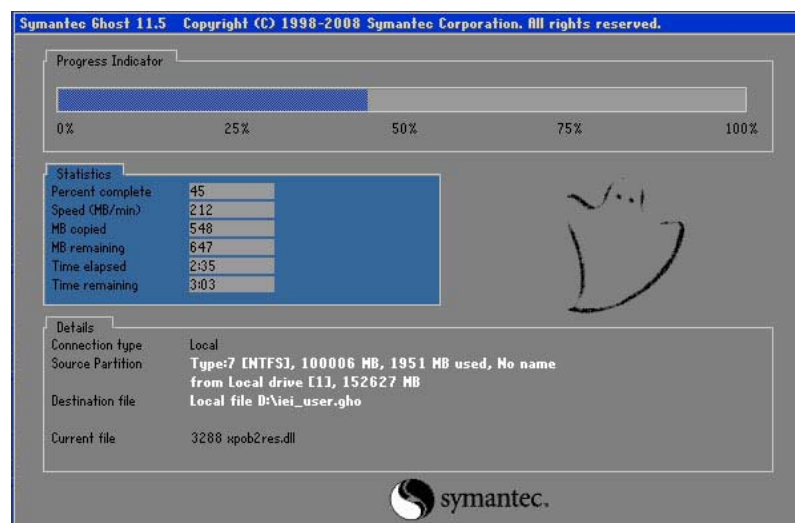 Symantec Ghost 11.5 Copyright (C) 1998-2008 Symantec Corporation. All rights reserved.
Progress Indicator
0% 25% 50% 75% 100%
Statistics
Percent complete 45
Speed (MB/min) 212
MB copied 548
MB remaining 647
Time elapsed 2:35
Time remaining 3:03
Details
Connection type Local
Source Partition Type:7 [NTFS], 100006 MB, 1951 MB used, No name
from Local drive [1], 152627 MB
Destination file Local file D:\iei_user.gho
Current file 3288 xpob2res.dll
symantec.